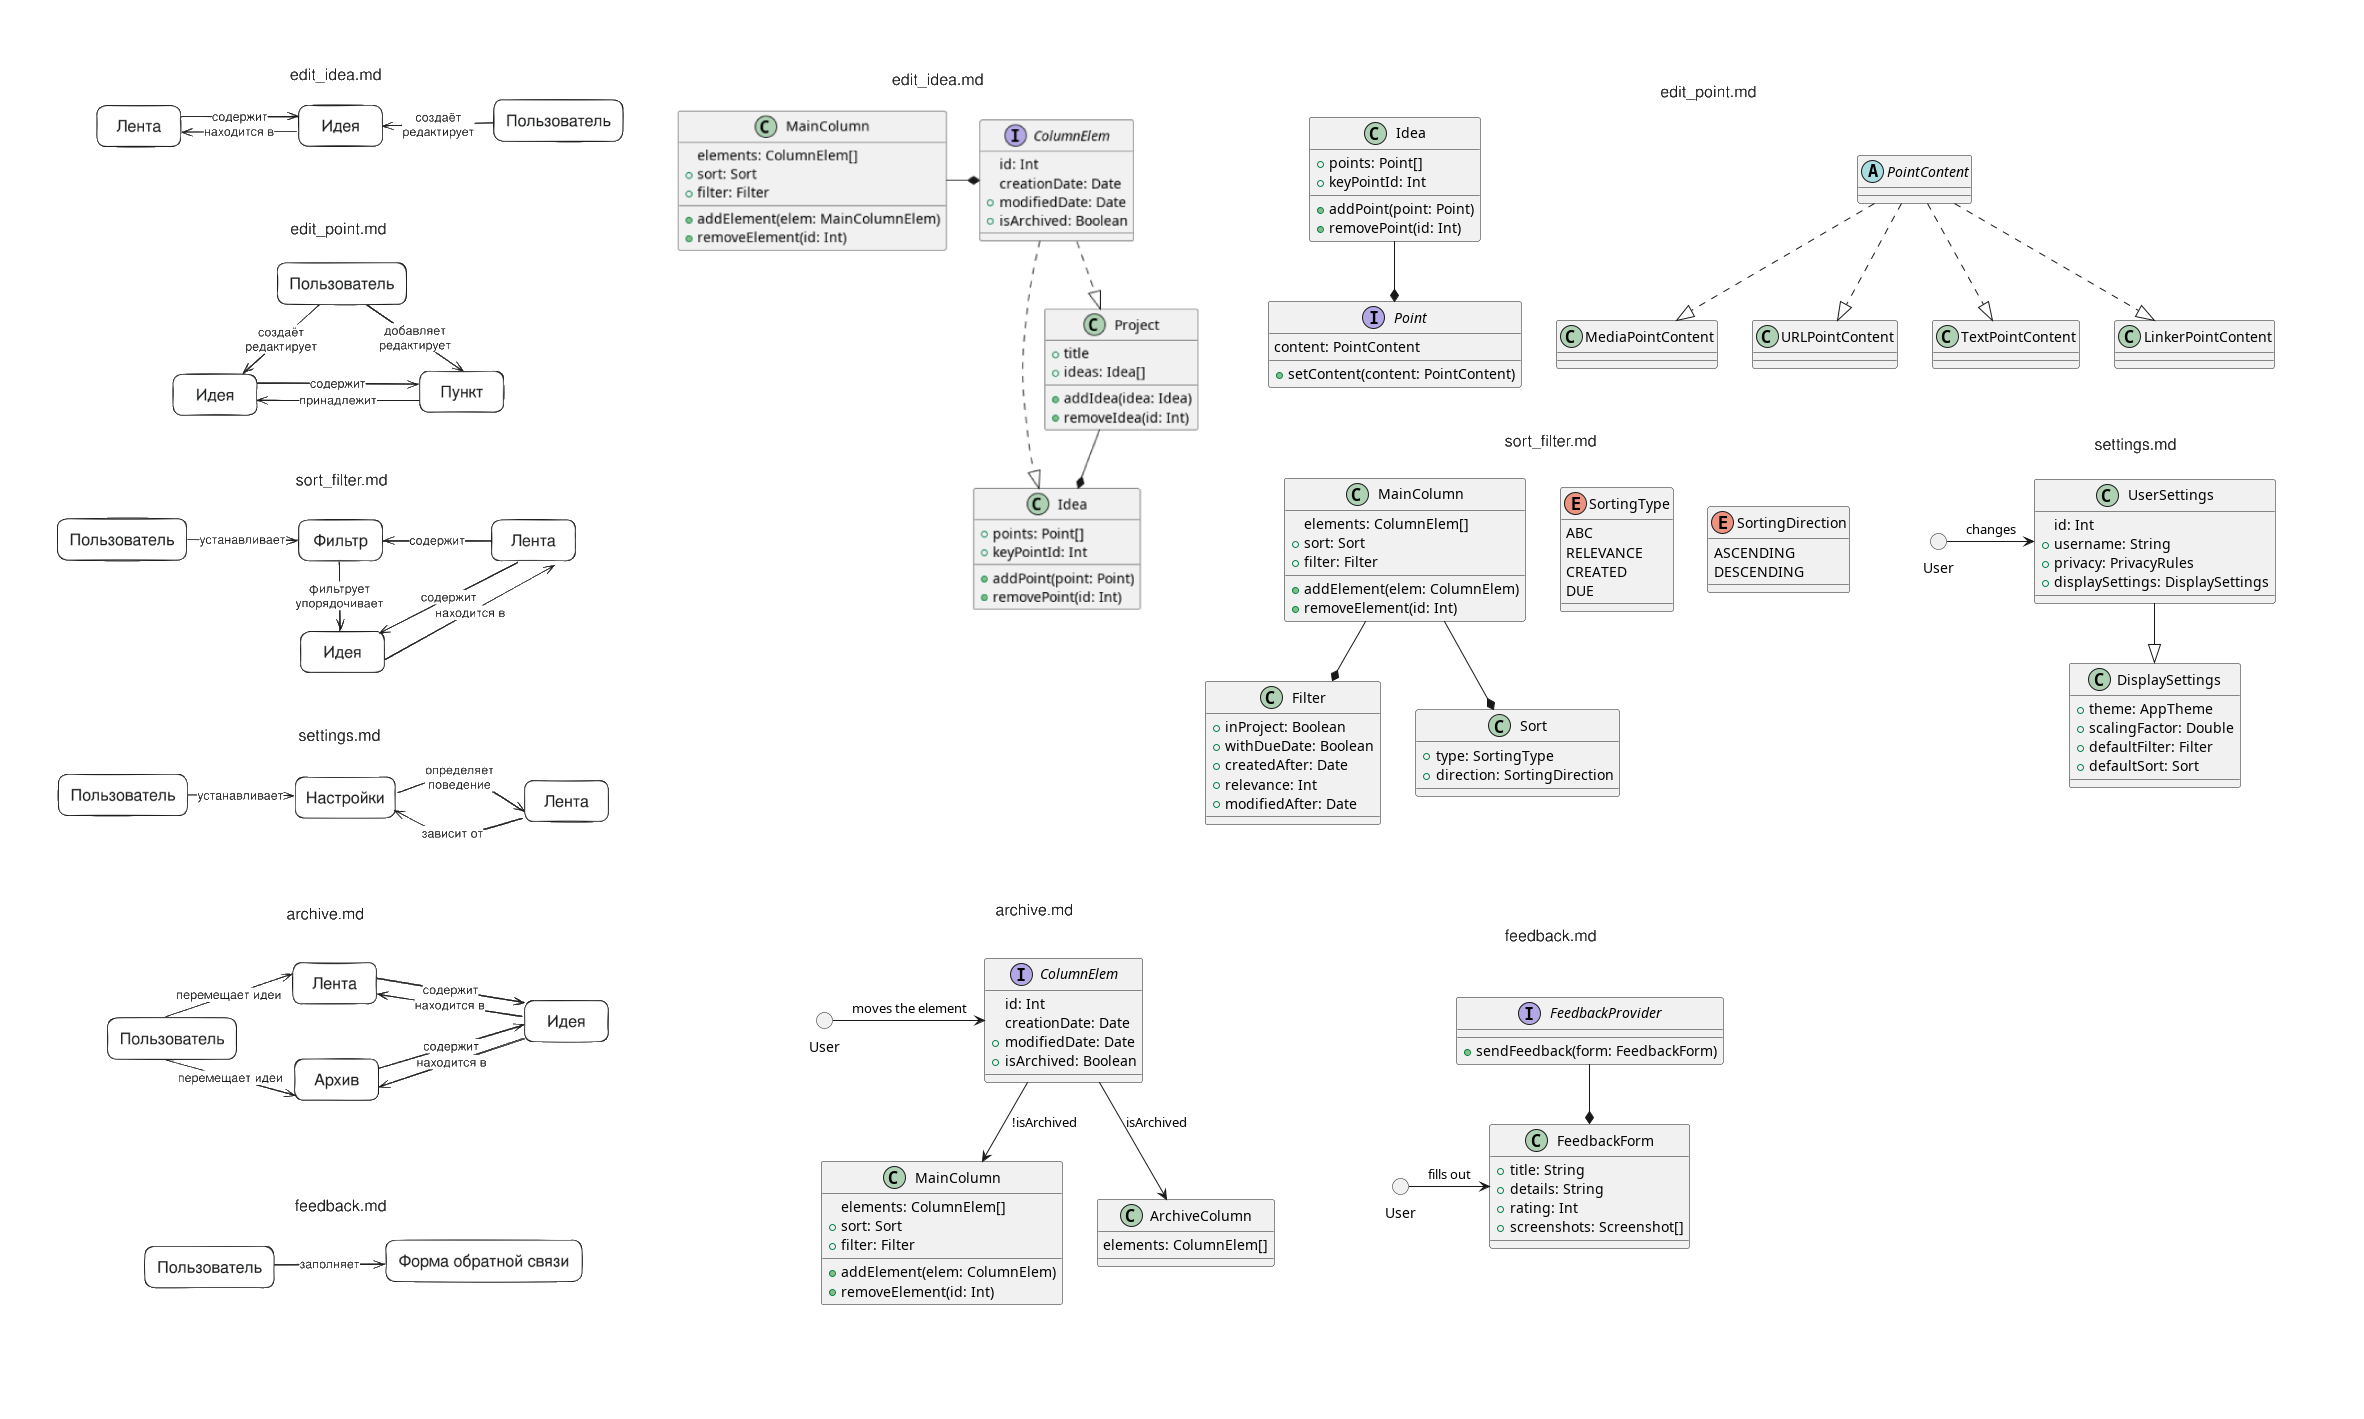 edit_idea.md
Лента
содержит
находится в
Идея
создаёт
редактирует
Пользователь
edit_point.md
Пользователь
создаёт
редактирует
добавляет
редактирует
Идея
содержит
принадлежит
Пункт
sort_filter.md
Пользователь
устанавливает
Фильтр
содержит
Лента
фильтрует
упорядочивает
содержит
находится в
Идея
settings.md
Пользователь
устанавливает
Настройки
определяет
поведение
Лента
зависит от
archive.md
перемещает идеи
Лента
содержит
находится в
Пользователь
Идея
перемещает идеи
Архив
содержит
находится в
feedback.md
Пользователь
заполняет
Форма обратной связи
edit_idea.md
C MainColumn
elements: ColumnElem[]
sort: Sort
filter: Filter
addElement(elem: MainColumnElem)
removeElement(id: Int)
I ColumnElem
id: Int
creationDate: Date
modifiedDate: Date
isArchived: Boolean
C Project
title
ideas: Idea[]
addIdea(idea: Idea)
removeIdea(id: Int)
C Idea
points: Point[]
keyPointId: Int
addPoint(point: Point)
removePoint(id: Int)
edit_point.md
C Idea
points: Point[]
keyPointId: Int
addPoint(point: Point)
removePoint(id: Int)
I Point
content: PointContent
setContent(content: PointContent)
A PointContent
C MediaPointContent
C URLPointContent
C TextPointContent
C LinkerPointContent
sort_filter.md
C MainColumn
elements: ColumnElem[]
sort: Sort
filter: Filter
addElement(elem: ColumnElem)
removeElement(id: Int)
E SortingType
ABC
RELEVANCE
CREATED
DUE
E SortingDirection
ASCENDING
DESCENDING
C Filter
inProject: Boolean
withDueDate: Boolean
createdAfter: Date
relevance: Int
modifiedAfter: Date
C Sort
type: SortingType
direction: SortingDirection
settings.md
User
changes
C UserSettings
id: Int
username: String
privacy: PrivacyRules
displaySettings: DisplaySettings
C DisplaySettings
theme: AppTheme
scalingFactor: Double
defaultFilter: Filter
defaultSort: Sort
archive.md
User
moves the element
I ColumnElem
id: Int
creationDate: Date
modifiedDate: Date
isArchived: Boolean
!isArchived
isArchived
C MainColumn
elements: ColumnElem[]
sort: Sort
filter: Filter
addElement(elem: ColumnElem)
removeElement(id: Int)
C ArchiveColumn
elements: ColumnElem[]
feedback.md
I FeedbackProvider
sendFeedback(form: FeedbackForm)
User
fills out
C FeedbackForm
title: String
details: String
rating: Int
screenshots: Screenshot[]